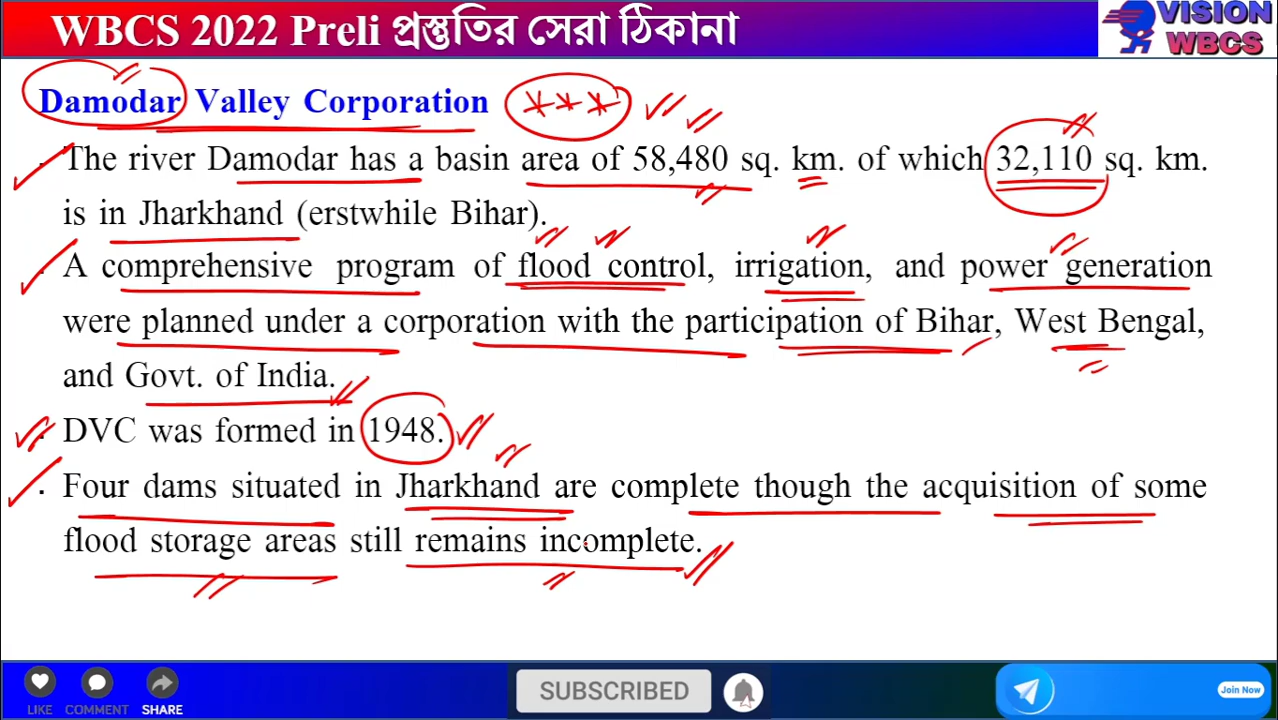 WBCS 2022 Preli প্রস্তুতির সেরা ঠিকানা
VISION
WBCS
Damodar Valley Corporation ***
· The river Damodar has a basin area of 58,480 sq. km. of which 32,110 sq. km.
is in Jharkhand (erstwhile Bihar).
· A comprehensive program of flood control, irrigation, and power generation
were planned under a corporation with the participation of Bihar, West Bengal,
and Govt. of India.
· DVC was formed in 1948.
· Four dams situated in Jharkhand are complete though the acquisition of some
flood storage areas still remains incomplete.
LIKE COMMENT SHARE
SUBSCRIBED
Join Now